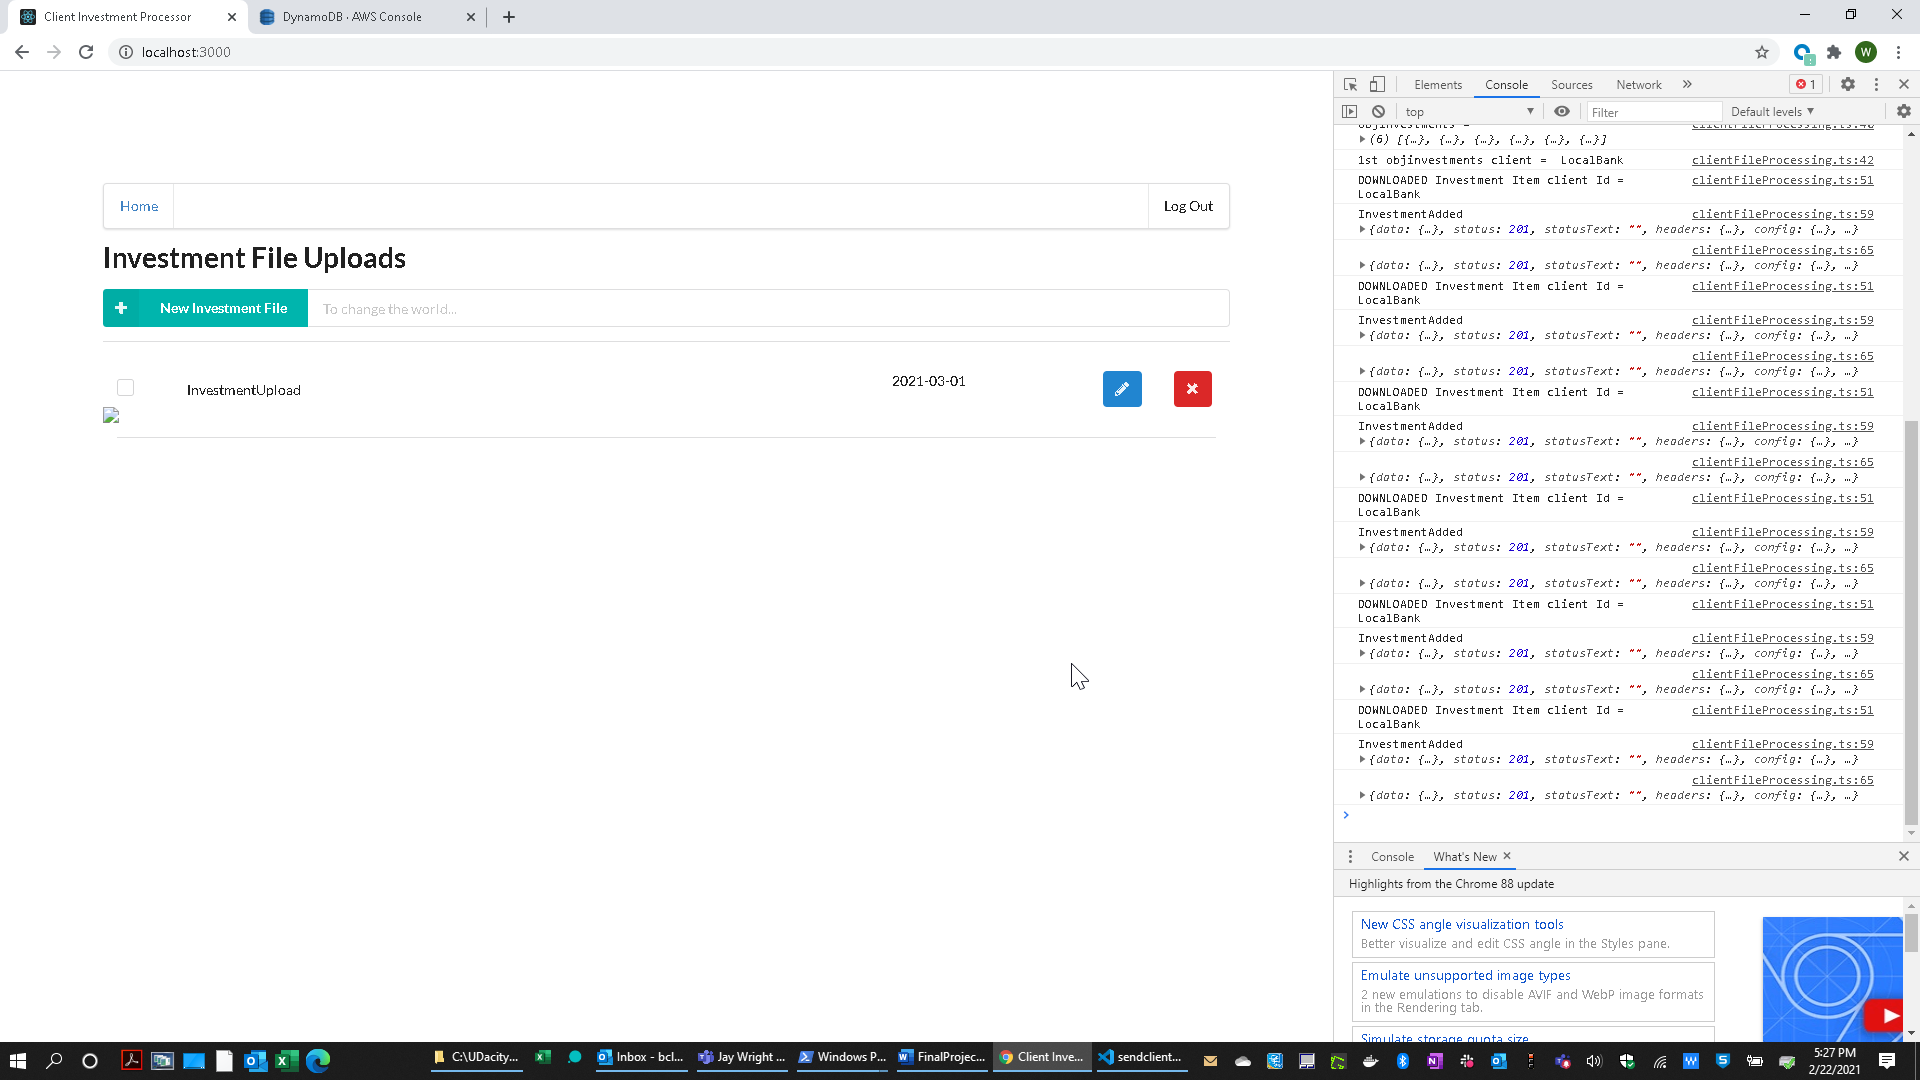 Client Investment Processor
DynamoDB · AWS Console
localhost:3000
W
Home
Log Out
Investment File Uploads
New Investment File
To change the world...
InvestmentUpload
2021-03-01
Elements
Console
Sources
Network
1
top
Filter
Default levels
(6) [{…}, {…}, {…}, {…}, {…}, {…}]
1st objinvestments client =  LocalBank clientFileProcessing.ts:42
DOWNLOADED Investment Item client Id = clientFileProcessing.ts:51
LocalBank
InvestmentAdded clientFileProcessing.ts:59
{data: {…}, status: 201, statusText: "", headers: {…}, config: {…}, …}
clientFileProcessing.ts:65
{data: {…}, status: 201, statusText: "", headers: {…}, config: {…}, …}
DOWNLOADED Investment Item client Id = clientFileProcessing.ts:51
LocalBank
InvestmentAdded clientFileProcessing.ts:59
{data: {…}, status: 201, statusText: "", headers: {…}, config: {…}, …}
clientFileProcessing.ts:65
{data: {…}, status: 201, statusText: "", headers: {…}, config: {…}, …}
DOWNLOADED Investment Item client Id = clientFileProcessing.ts:51
LocalBank
InvestmentAdded clientFileProcessing.ts:59
{data: {…}, status: 201, statusText: "", headers: {…}, config: {…}, …}
clientFileProcessing.ts:65
{data: {…}, status: 201, statusText: "", headers: {…}, config: {…}, …}
DOWNLOADED Investment Item client Id = clientFileProcessing.ts:51
LocalBank
InvestmentAdded clientFileProcessing.ts:59
{data: {…}, status: 201, statusText: "", headers: {…}, config: {…}, …}
clientFileProcessing.ts:65
{data: {…}, status: 201, statusText: "", headers: {…}, config: {…}, …}
DOWNLOADED Investment Item client Id = clientFileProcessing.ts:51
LocalBank
InvestmentAdded clientFileProcessing.ts:59
{data: {…}, status: 201, statusText: "", headers: {…}, config: {…}, …}
clientFileProcessing.ts:65
{data: {…}, status: 201, statusText: "", headers: {…}, config: {…}, …}
DOWNLOADED Investment Item client Id = clientFileProcessing.ts:51
LocalBank
InvestmentAdded clientFileProcessing.ts:59
{data: {…}, status: 201, statusText: "", headers: {…}, config: {…}, …}
clientFileProcessing.ts:65
{data: {…}, status: 201, statusText: "", headers: {…}, config: {…}, …}
Console
What's New
Highlights from the Chrome 88 update
New CSS angle visualization tools
Better visualize and edit CSS angle in the Styles pane.
Emulate unsupported image types
2 new emulations to disable AVIF and WebP image formats
in the Rendering tab.
Simulate storage quota size
C:\UDacity...
Inbox - bcl...
Jay Wright ...
Windows P...
FinalProjec...
Client Inve...
sendclient...
5:27 PM
2/22/2021